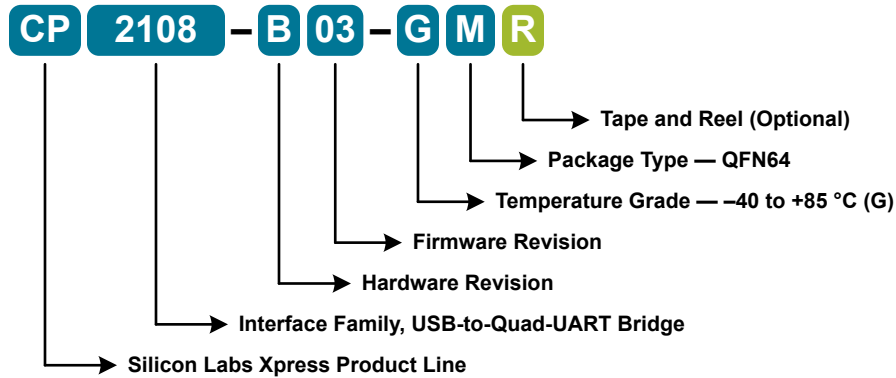 CP 2108 – B 03 – G M R
Tape and Reel (Optional)
Package Type — QFN64
Temperature Grade — –40 to +85 °C (G)
Firmware Revision
Hardware Revision
Interface Family, USB-to-Quad-UART Bridge
Silicon Labs Xpress Product Line